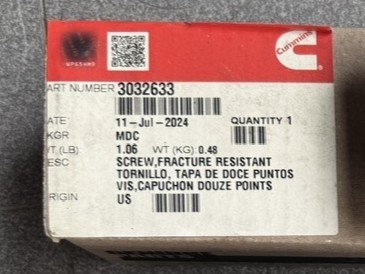 Cummins
ART NUMBER 3032633
ATE 11-Jul-2024 QUANTITY 1
KGR MDC
T.(LB) 1.06 WT (KG) 0.48
ESC SCREW,FRACTURE RESISTANT
TORNILLO, TAPA DE DOCE PUNTOS
VIS,CAPUCHON DOUZE POINTS
RIGIN US